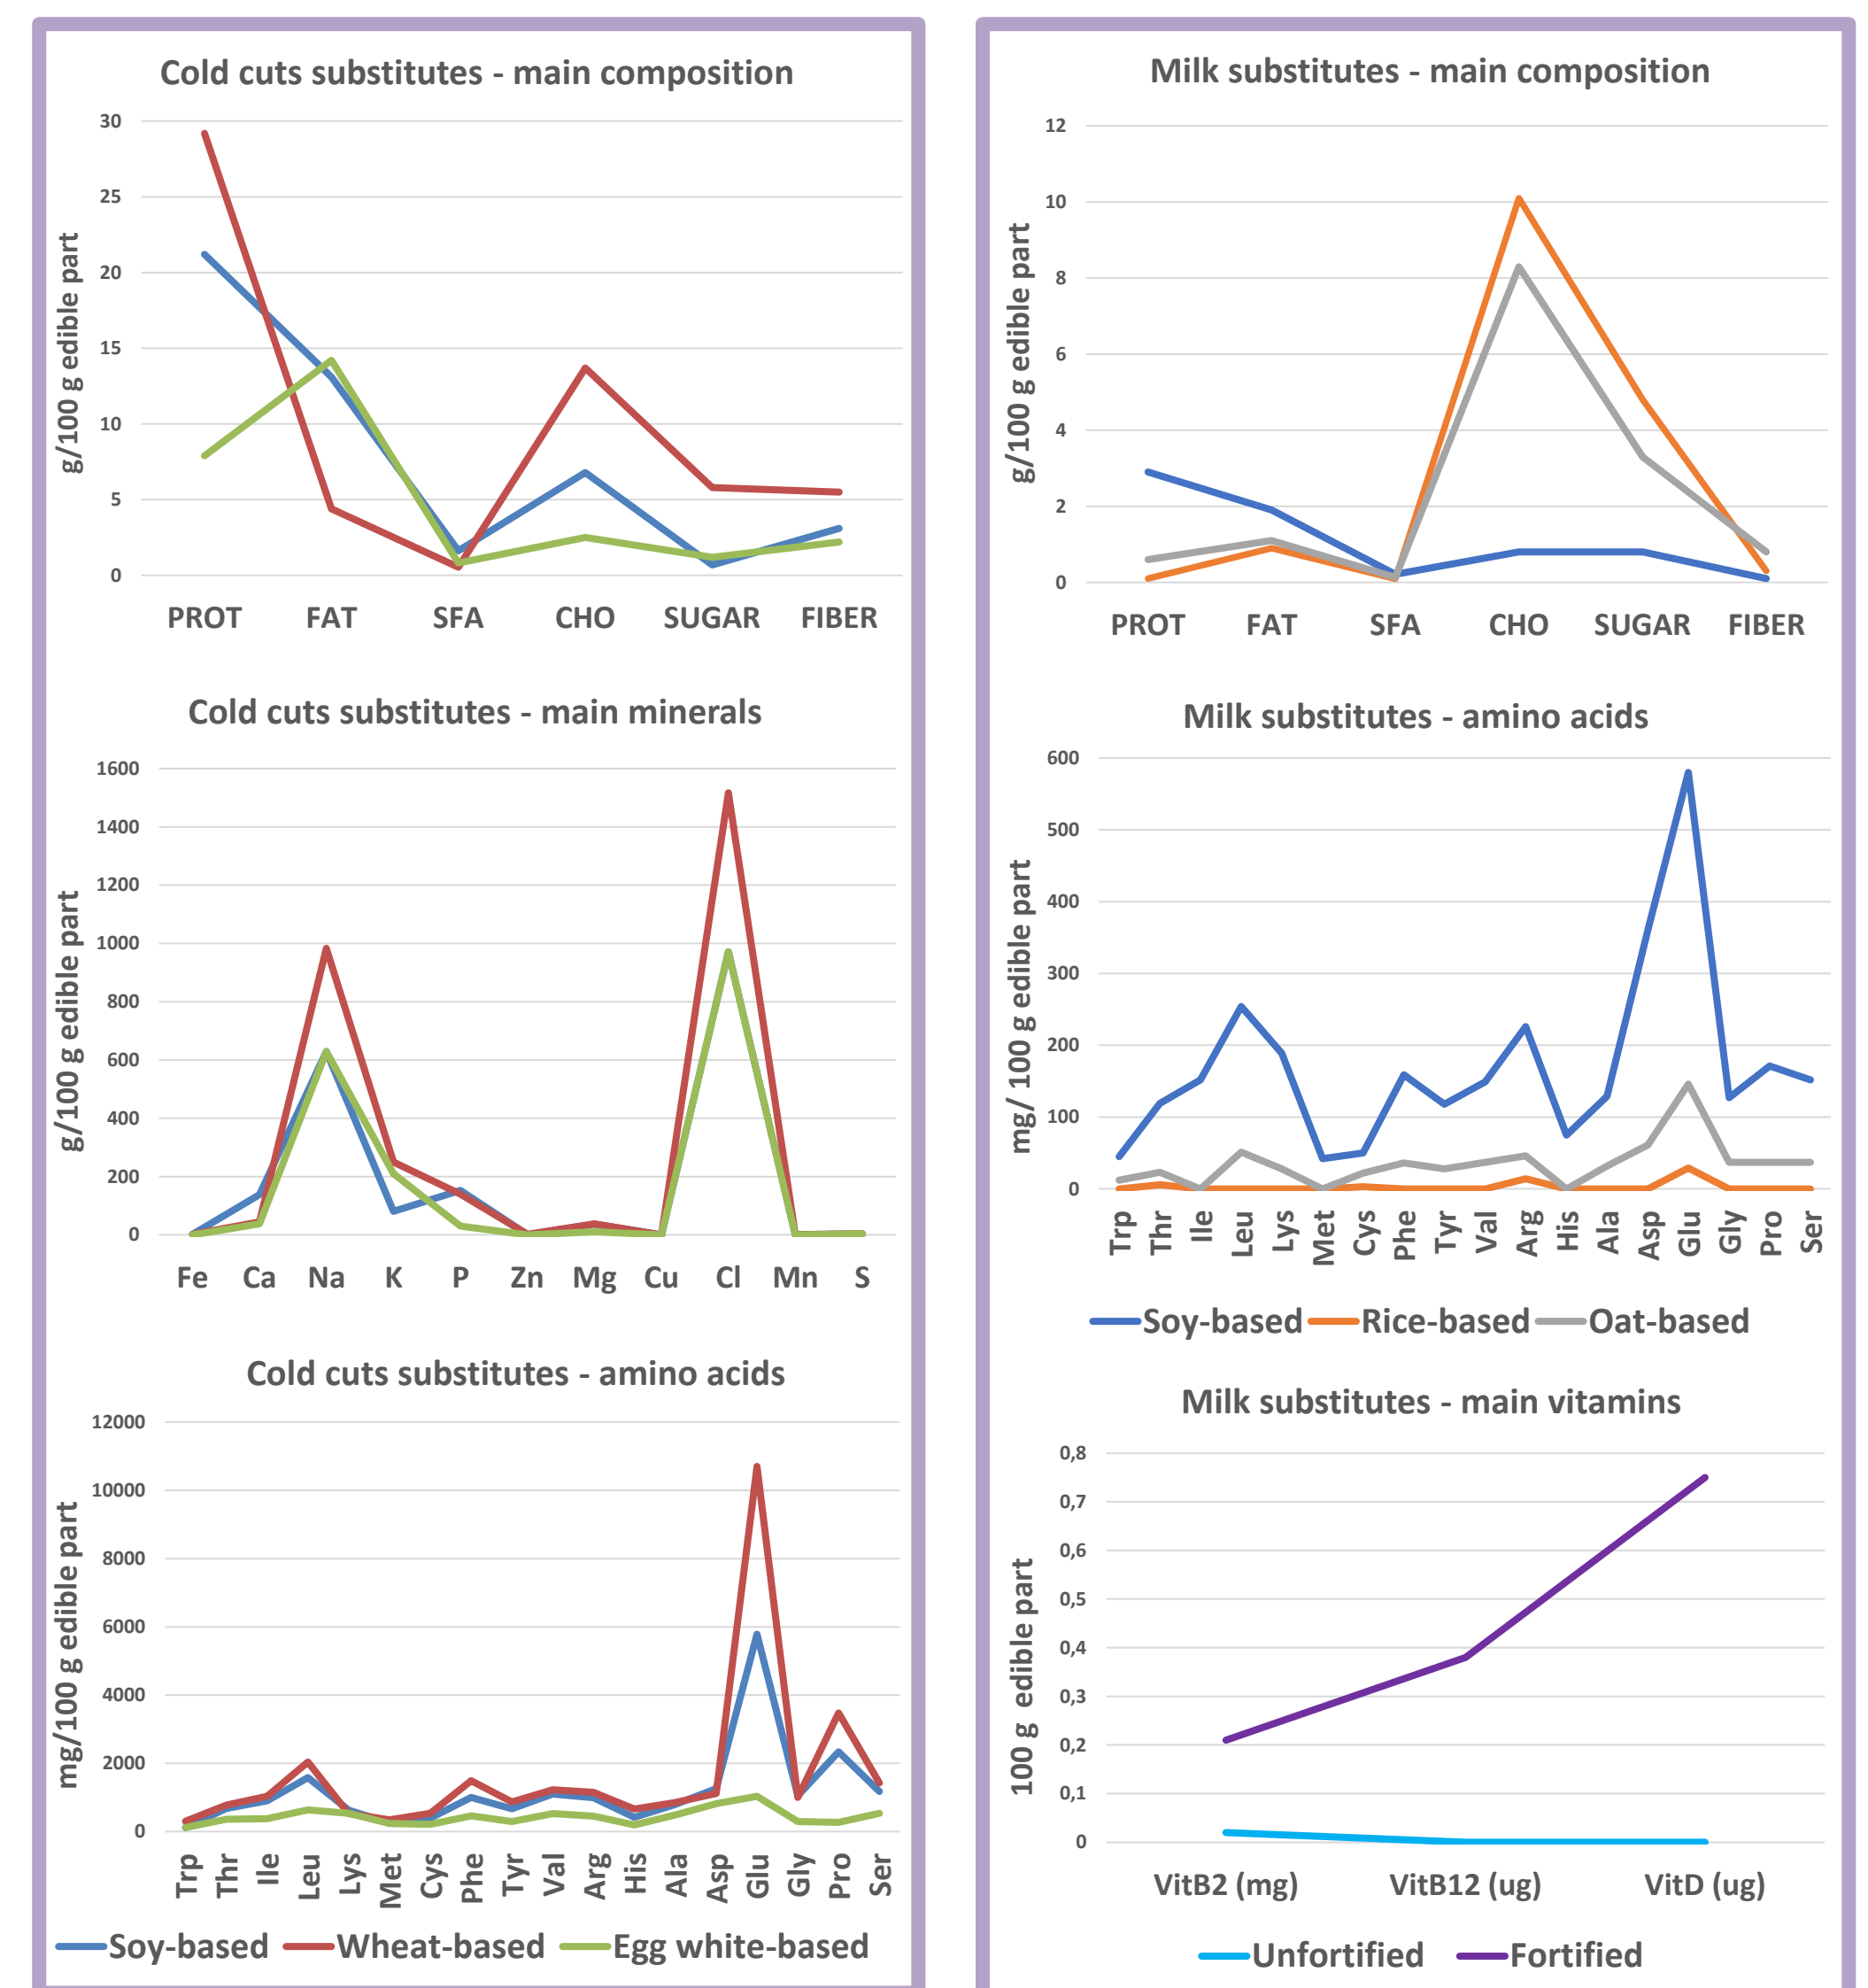 Cold cuts substitutes - main composition
30
25
20
15
10
5
0
g/100 g edible part
PROT FAT SFA CHO SUGAR FIBER
Cold cuts substitutes - main minerals
1600
1400
1200
1000
800
600
400
200
0
g/100 g edible part
Fe Ca Na K P Zn Mg Cu Cl Mn S
Cold cuts substitutes - amino acids
12000
10000
8000
6000
4000
2000
0
mg/100 g edible part
Trp Thr Ile Leu Lys Met Cys Phe Tyr Val Arg His Ala Asp Glu Gly Pro Ser
Soy-based Wheat-based Egg white-based
Milk substitutes - main composition
12
10
8
6
4
2
0
g/100 g edible part
PROT FAT SFA CHO SUGAR FIBER
Milk substitutes - amino acids
600
500
400
300
200
100
0
mg/ 100 g edible part
Trp Thr Ile Leu Lys Met Cys Phe Tyr Val Arg His Ala Asp Glu Gly Pro Ser
Soy-based Rice-based Oat-based
Milk substitutes - main vitamins
0,8
0,7
0,6
0,5
0,4
0,3
0,2
0,1
0
100 g edible part
VitB2 (mg) VitB12 (ug) VitD (ug)
Unfortified Fortified